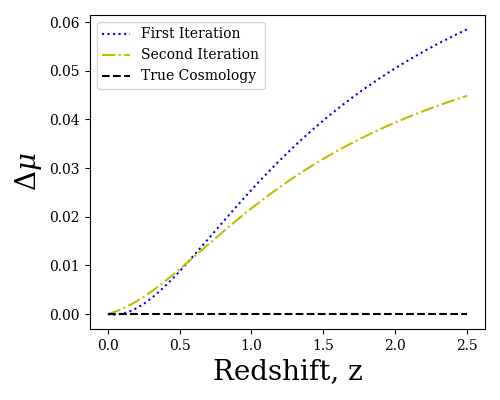 0.06
0.05
0.04
0.03
0.02
0.01
0.00
Δμ
First Iteration
Second Iteration
True Cosmology
0.0 0.5 1.0 1.5 2.0 2.5
Redshift, z